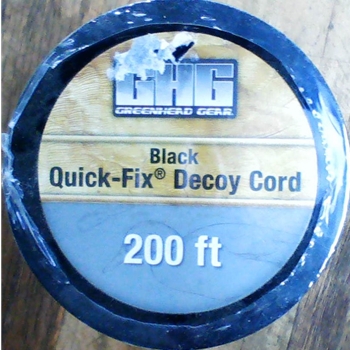 GHG
GREENHEAD GEAR
Black
Quick-Fix® Decoy Cord
200 ft